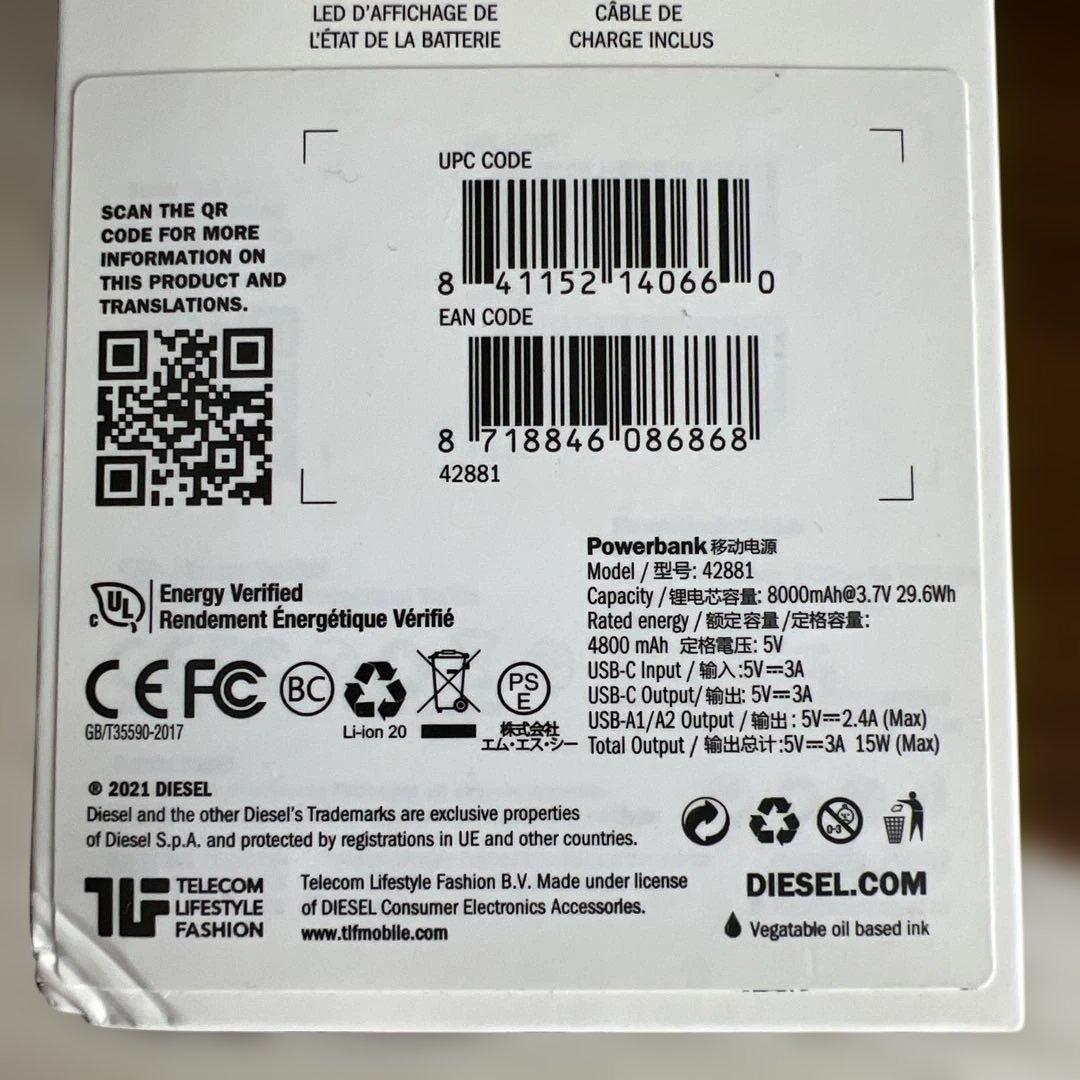 LED D'AFFICHAGE DE
L'ÉTAT DE LA BATTERIE
CÂBLE DE
CHARGE INCLUS
SCAN THE QR
CODE FOR MORE
INFORMATION ON
THIS PRODUCT AND
TRANSLATIONS.
UPC CODE
8 41152 14066 0
EAN CODE
8 718846 086868
42881
Powerbank 移动电源
Model / 型号: 42881
Capacity / 锂电芯容量: 8000mAh@3.7V 29.6Wh
Rated energy / 额定容量 /定格容量:
4800 mAh 定格電圧: 5V
USB-C Input / 输入 :5V⎓3A
USB-C Output/ 输出: 5V⎓3A
USB-A1/A2 Output / 输出 : 5V⎓2.4A (Max)
Total Output / 输出总计:5V⎓3A 15W (Max)
c UL Energy Verified
Rendement Énergétique Vérifié
CE FCC BC
PS
E
GB/T35590-2017
Li-ion 20
株式会社
エム・エス・シー
® 2021 DIESEL
Diesel and the other Diesel's Trademarks are exclusive properties
of Diesel S.p.A. and protected by registrations in UE and other countries.
0-3
TLF TELECOM
LIFESTYLE
FASHION
Telecom Lifestyle Fashion B.V. Made under license
of DIESEL Consumer Electronics Accessories.
www.tlfmobile.com
DIESEL.COM
Vegatable oil based ink